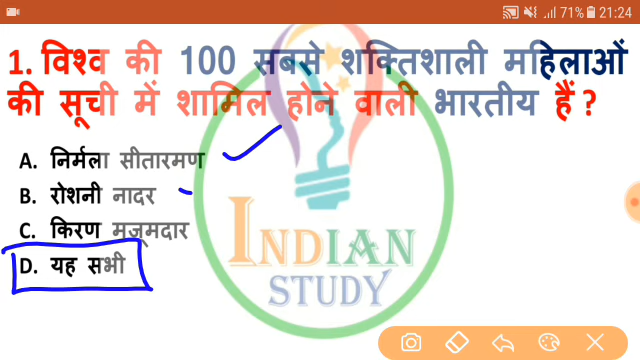 71% 21:24
1. विश्व की 100 सबसे शक्तिशाली महिलाओं
की सूची में शामिल होने वाली भारतीय हैं ?
A. निर्मला सीतारमण
B. रोशनी नादर
C. किरण मजूमदार
D. यह सभी
INDIAN
STUDY